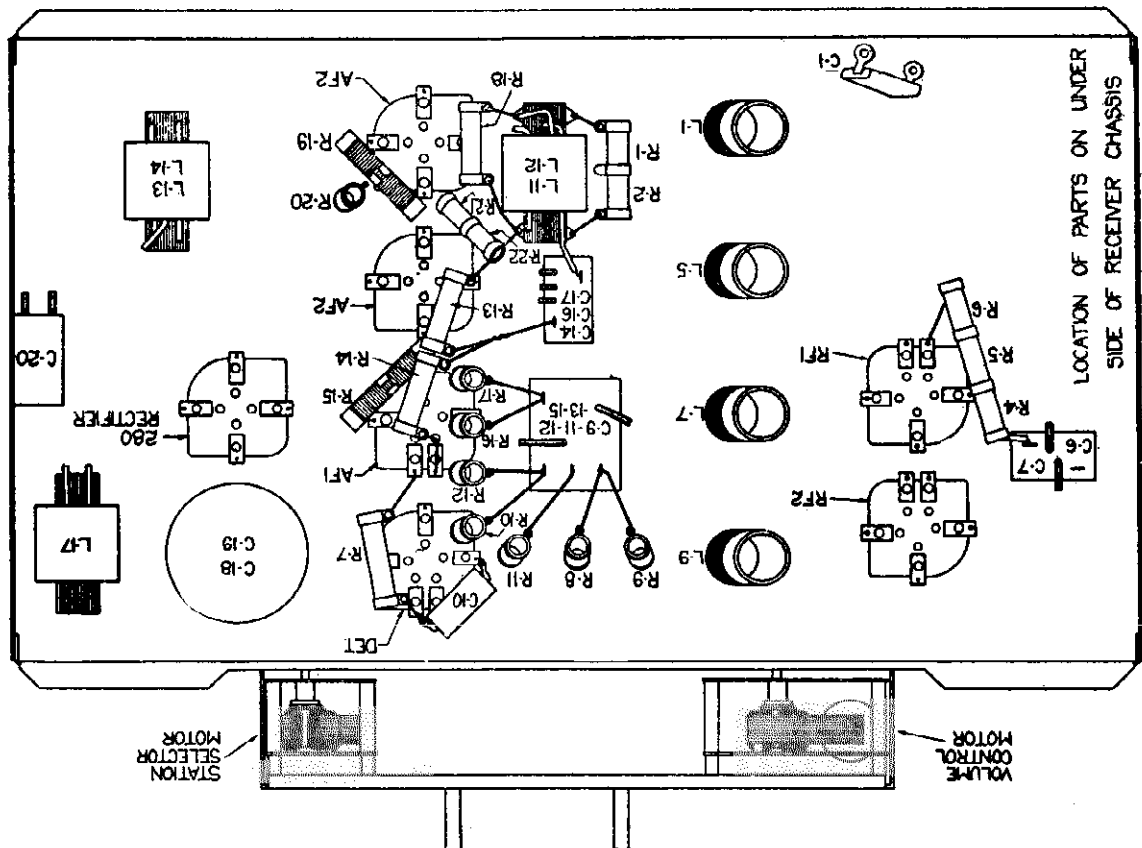 LOCATION OF PARTS ON UNDER
SIDE OF RECEIVER CHASSIS
VOLUME
CONTROL
MOTOR
STATION
SELECTOR
MOTOR
RF2
RF1
C-6
C-7
R-4
R-5
R-6
L-9
L-7
L-5
L-1
C-1
DET
R-9
R-8
R-11
R-10
C-10
R-7
R-12
AF1
R-16
R-17
C-9-11-12
-13-15
R-15
R-14
R-13
C-14
C-16
C-17
AF2
R-22
R-21
R-20
R-19
AF2
R-18
L-11
L-12
R-2
R-1
C-18
C-19
L-17
280
RECTIFIER
C-20
L-13
L-14